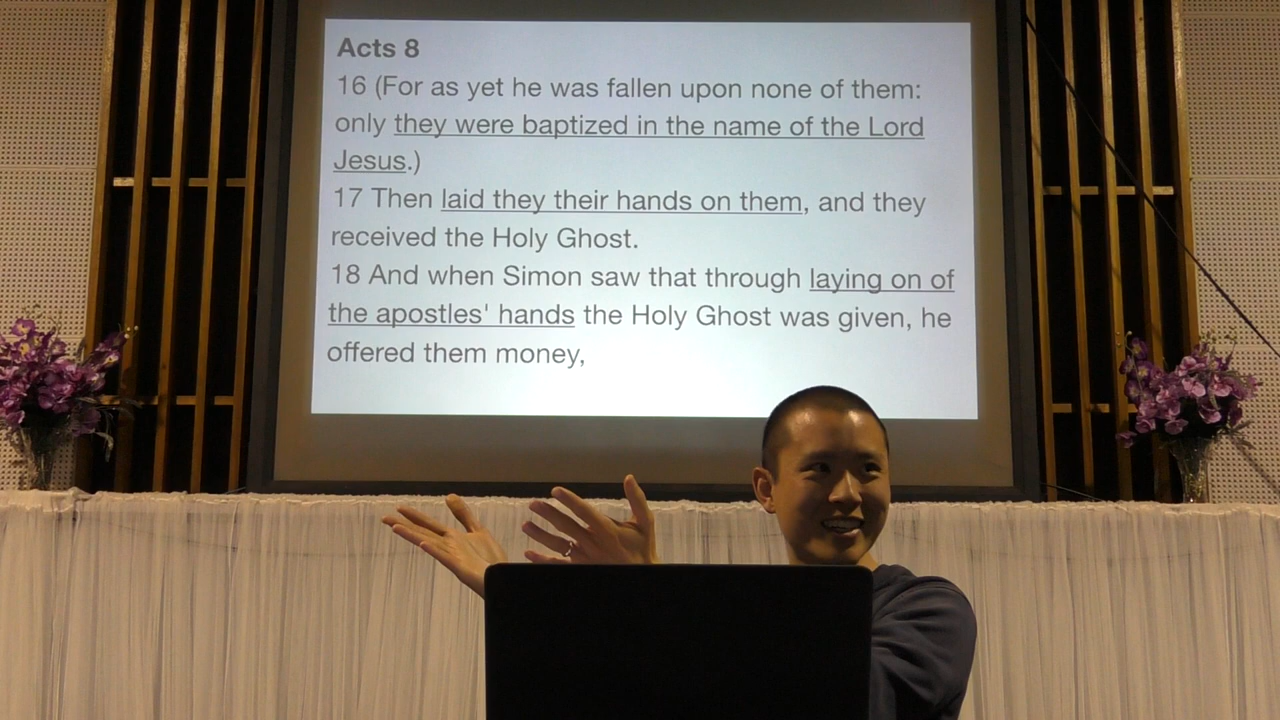 Acts 8
16 (For as yet he was fallen upon none of them:
only they were baptized in the name of the Lord
Jesus.)
17 Then laid they their hands on them, and they
received the Holy Ghost.
18 And when Simon saw that through laying on of
the apostles' hands the Holy Ghost was given, he
offered them money,